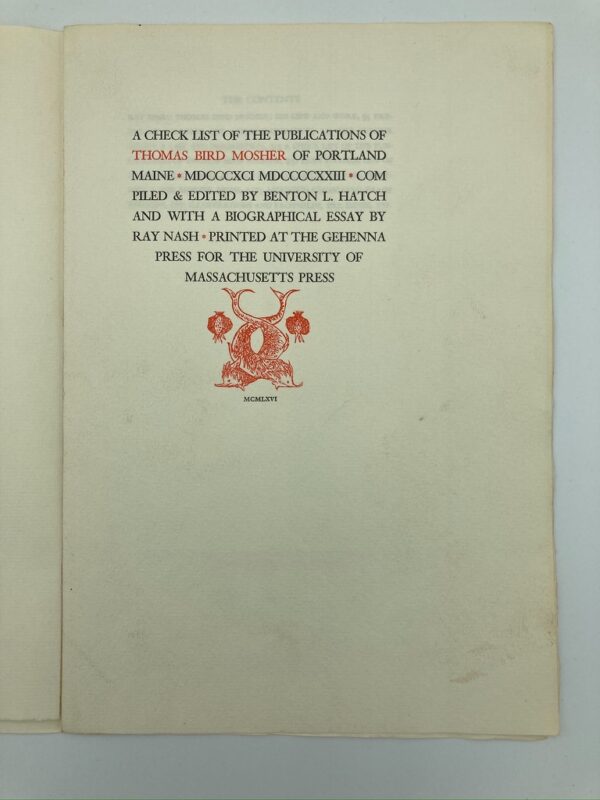 A CHECK LIST OF THE PUBLICATIONS OF
THOMAS BIRD MOSHER OF PORTLAND
MAINE * MDCCCXCI MDCCCCXXIII * COM
PILED & EDITED BY BENTON L. HATCH
AND WITH A BIOGRAPHICAL ESSAY BY
RAY NASH * PRINTED AT THE GEHENNA
PRESS FOR THE UNIVERSITY OF
MASSACHUSETTS PRESS
MCMLXVI